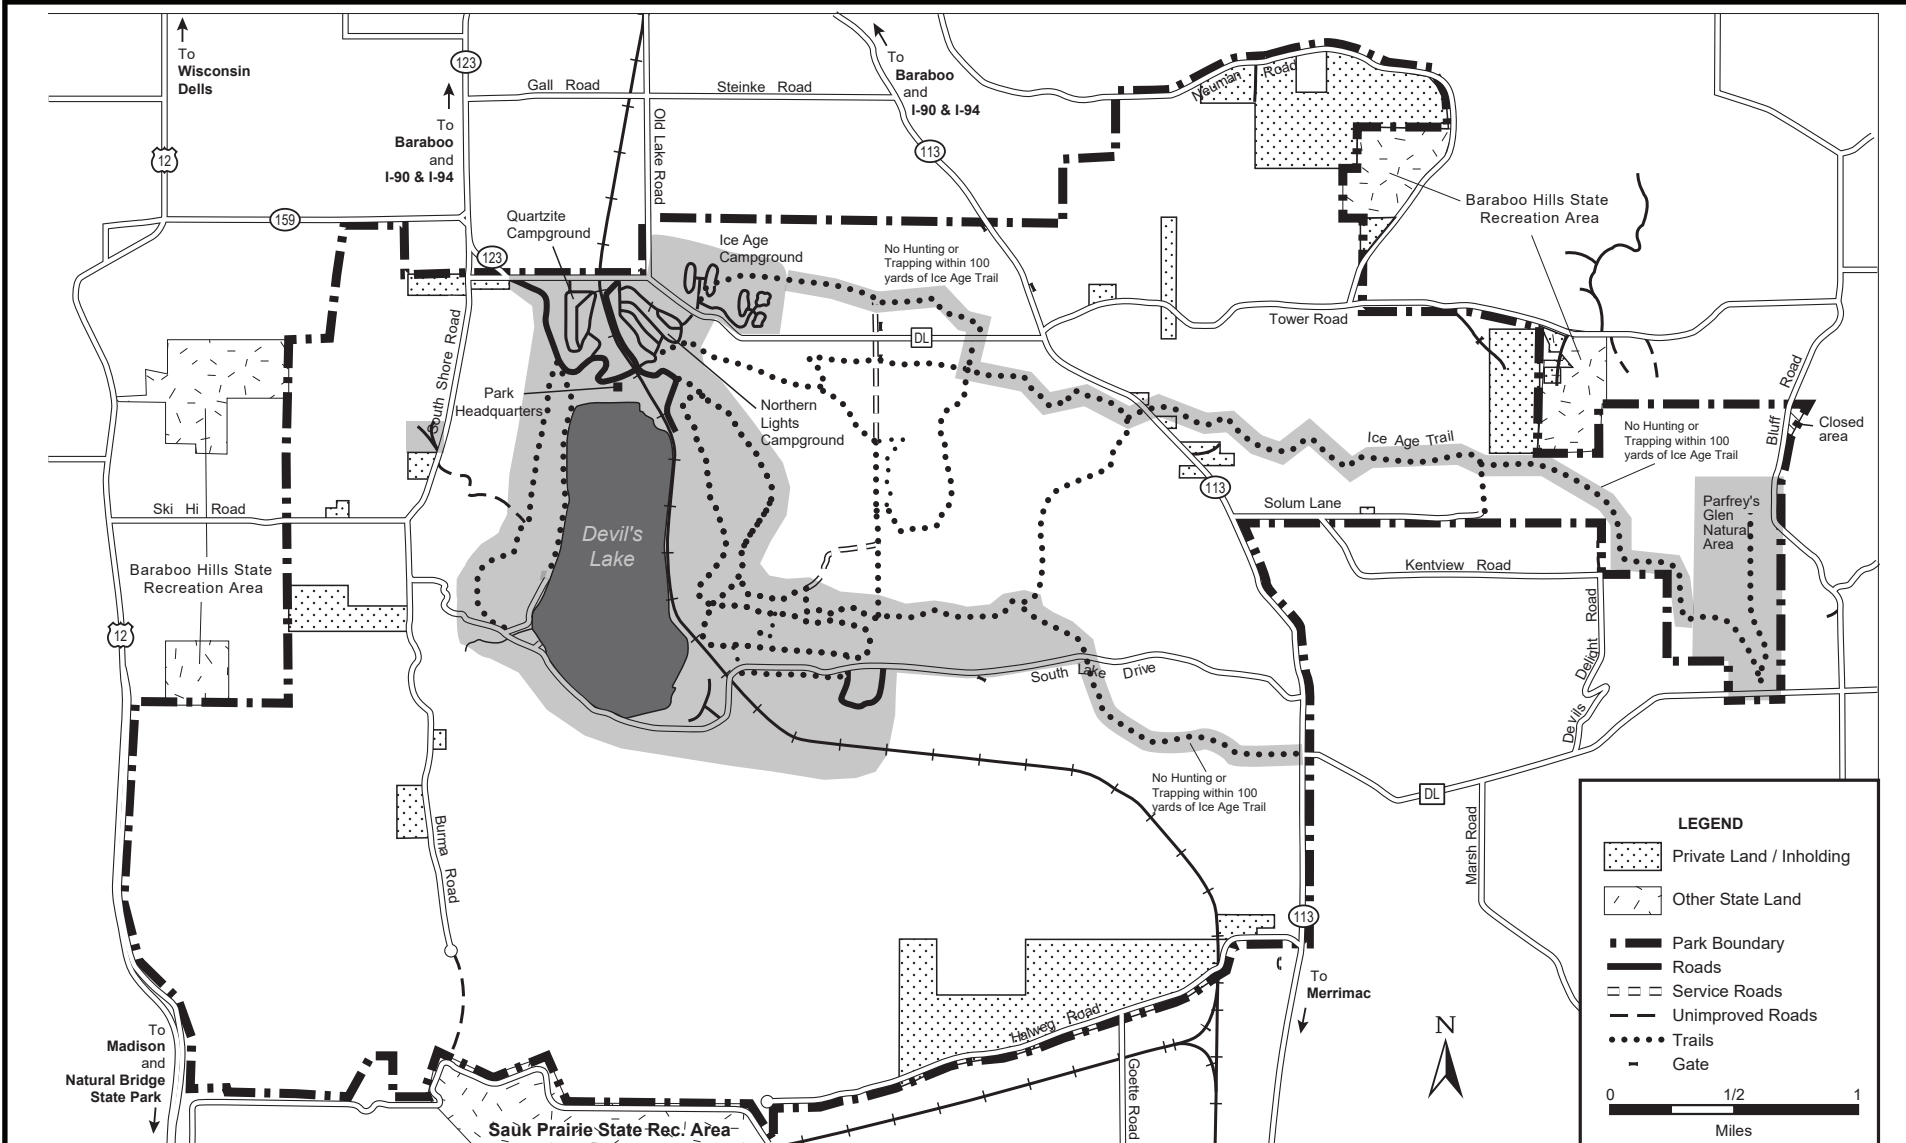 To
Wisconsin
Dells
123
To
Baraboo
and
I-90 & I-94
12
159
Gall Road
Steinke Road
Old Lake Road
To
Baraboo
and
I-90 & I-94
113
Neuman Road
Baraboo Hills State
Recreation Area
Quartzite
Campground
123
Ice Age
Campground
No Hunting or
Trapping within 100
yards of Ice Age Trail
Tower Road
DL
South Shore Road
Park
Headquarters
Northern
Lights
Campground
Ice Age Trail
No Hunting or
Trapping within 100
yards of Ice Age Trail
Bluff Road
Closed
area
113
Solum Lane
Parfrey's
Glen
Natural
Area
Ski Hi Road
Devil's
Lake
Kentview Road
Baraboo Hills State
Recreation Area
12
Devils Delight Road
South Lake Drive
No Hunting or
Trapping within 100
yards of Ice Age Trail
DL
Marsh Road
Burma Road
113
To
Merrimac
Halweg Road
Goette Road
To
Madison
and
Natural Bridge
State Park
Sauk Prairie State Rec. Area
N
LEGEND
Private Land / Inholding
Other State Land
Park Boundary
Roads
Service Roads
Unimproved Roads
Trails
Gate
0 1/2 1
Miles